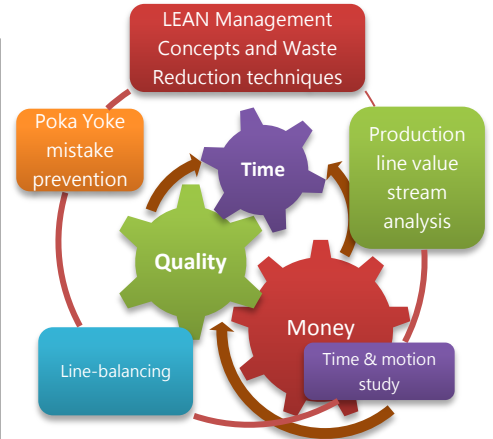 LEAN Management
Concepts and Waste
Reduction techniques
Poka Yoke
mistake
prevention
Time
Production
line value
stream
analysis
Quality
Money
Line-balancing
Time & motion
study